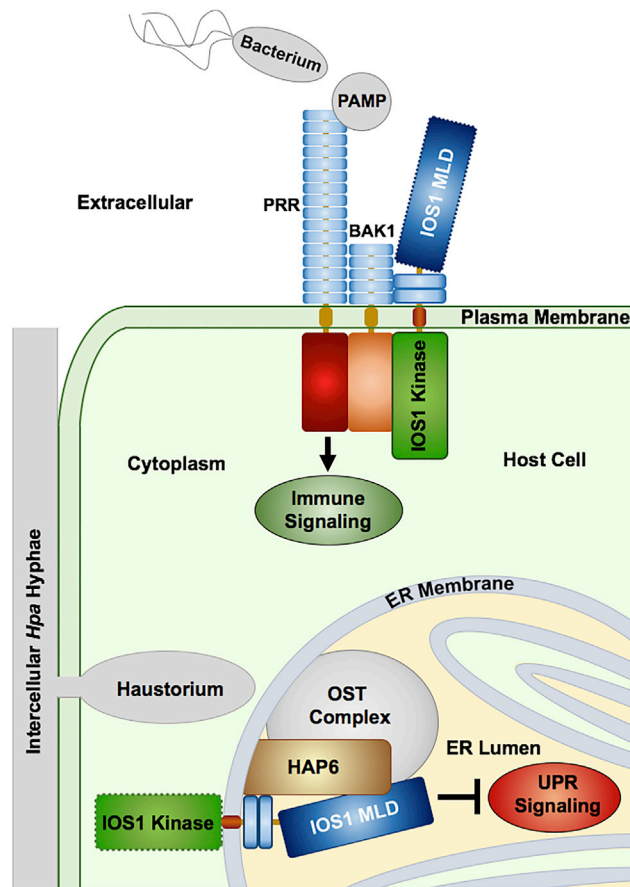 Bacterium
PAMP
IOS1 MLD
Extracellular
PRR
BAK1
Plasma Membrane
IOS1 Kinase
Cytoplasm
Host Cell
Immune
Signaling
Intercellular Hpa Hyphae
ER Membrane
Haustorium
OST
Complex
ER Lumen
HAP6
UPR
Signaling
IOS1 Kinase
IOS1 MLD